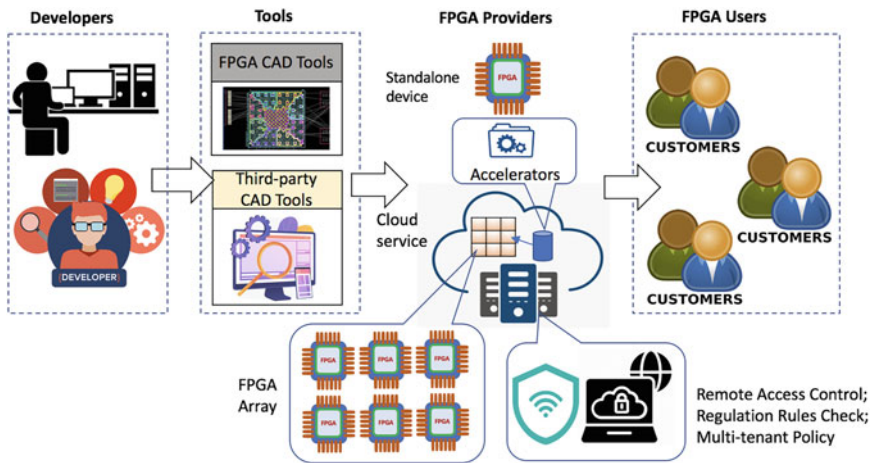 Developers
Tools
FPGA Providers
FPGA Users
FPGA CAD Tools
Third-party
CAD Tools
{DEVELOPER}
Standalone
device
FPGA
Accelerators
Cloud
service
CUSTOMERS
CUSTOMERS
CUSTOMERS
FPGA
Array
FPGA
FPGA
FPGA
FPGA
FPGA
FPGA
Remote Access Control;
Regulation Rules Check;
Multi-tenant Policy